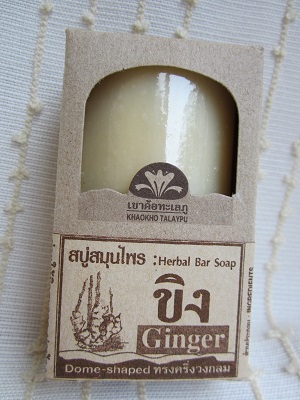 เขาค้อทะเลภู
KHAOKHO TALAYPU
สบู่สมุนไพร : Herbal Bar Soap
ขิง
Ginger
Dome-shaped ทรงครึ่งวงกลม
INGREDIENTS